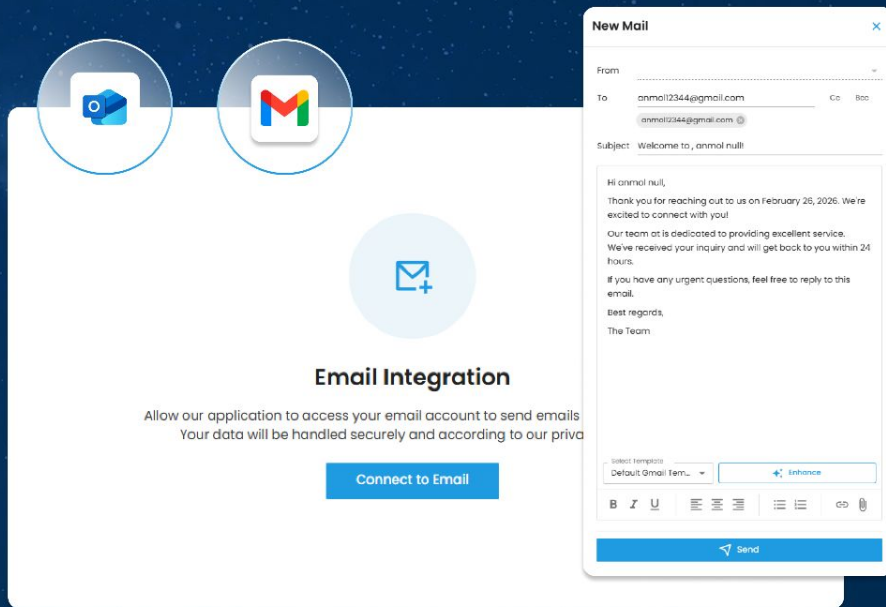 New Mail
From
To anmol12344@gmail.com Cc Bcc
anmol12344@gmail.com
Subject Welcome to , anmol null!
Hi anmol null,
Thank you for reaching out to us on February 26, 2026. We're
excited to connect with you!
Our team at is dedicated to providing excellent service.
We've received your inquiry and will get back to you within 24
hours.
If you have any urgent questions, feel free to reply to this
email.
Best regards,
The Team
Select Template
Default Gmail Tem...
Enhance
B I U
Send
Email Integration
Allow our application to access your email account to send emails
Your data will be handled securely and according to our priva
Connect to Email